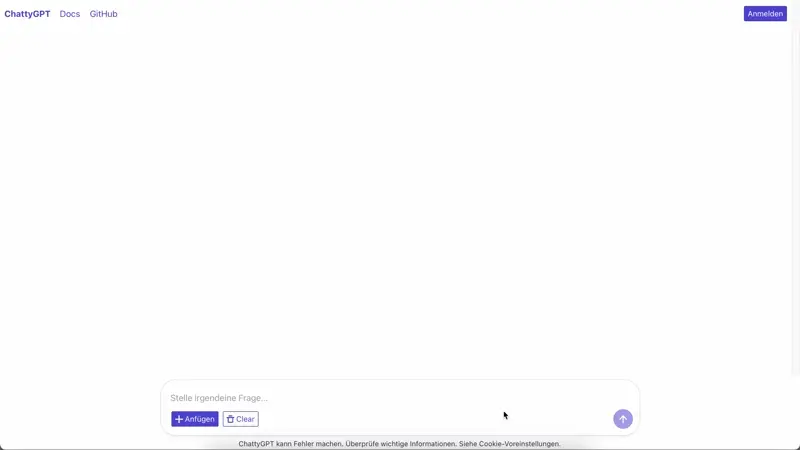 ChattyGPT Docs GitHub Anmelden
Stelle irgendeine Frage...
Anfügen Clear
ChattyGPT kann Fehler machen. Überprüfe wichtige Informationen. Siehe Cookie-Voreinstellungen.